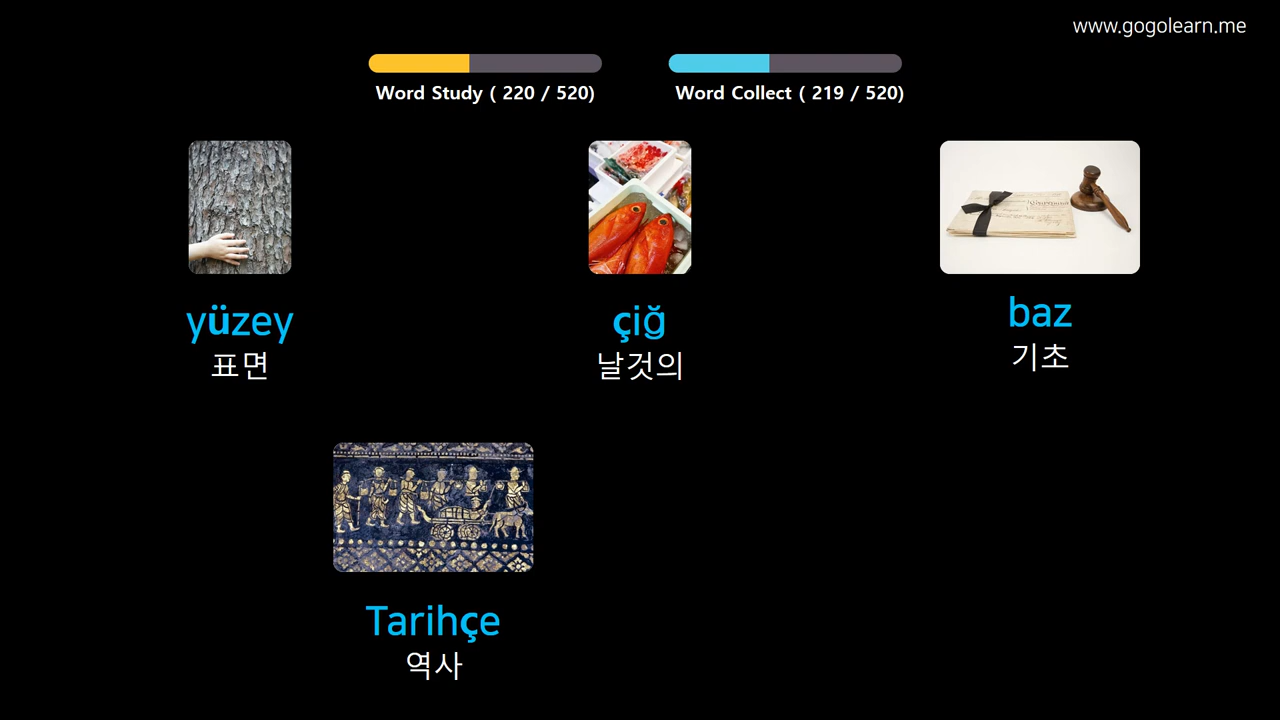 www.gogolearn.me
Word Study ( 220 / 520)
Word Collect ( 219 / 520)
yüzey
표면
çiğ
날것의
baz
기초
Tarihçe
역사